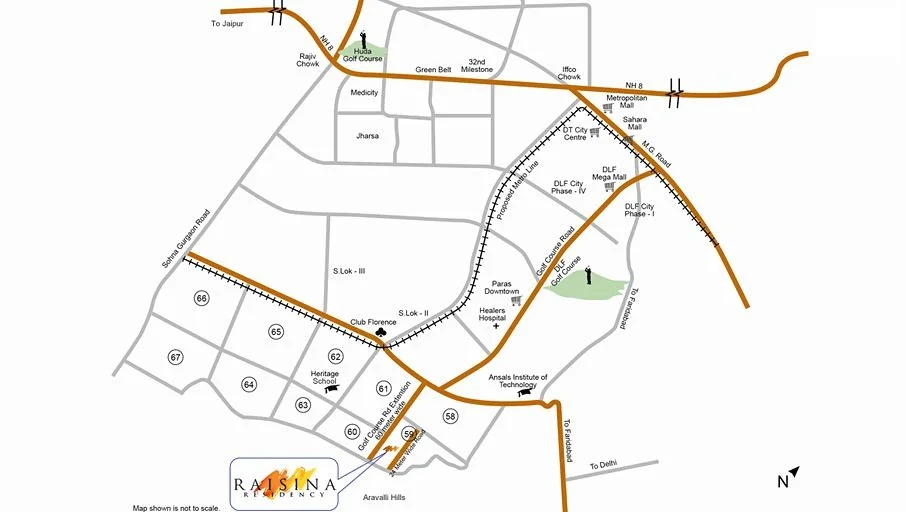 To Jaipur
NH 8
Rajiv
Chowk
Huda
Golf Course
Green Belt
32nd
Milestone
Iffco
Chowk
NH 8
Medicity
Metropolitan
Mall
Sahara
Mall
Jharsa
DT City
Centre
M.G. Road
Proposed Metro Line
DLF
Mega Mall
DLF City
Phase - IV
DLF City
Phase - I
Sohna Gurgaon Road
Golf Course Road
DLF
Golf Course
S.Lok - III
Paras
Downtown
To Faridabad
66
S.Lok - II
Healers
Hospital
Club Florence
65
62
67
Heritage
School
Ansals Institute of
Technology
64
61
63
Golf Course Rd Extention
60 meter wide
58
60
59
24 Meter Wide Road
To Faridabad
To Delhi
RAISINA
RESIDENCY
Aravalli Hills
N
Map shown is not to scale.